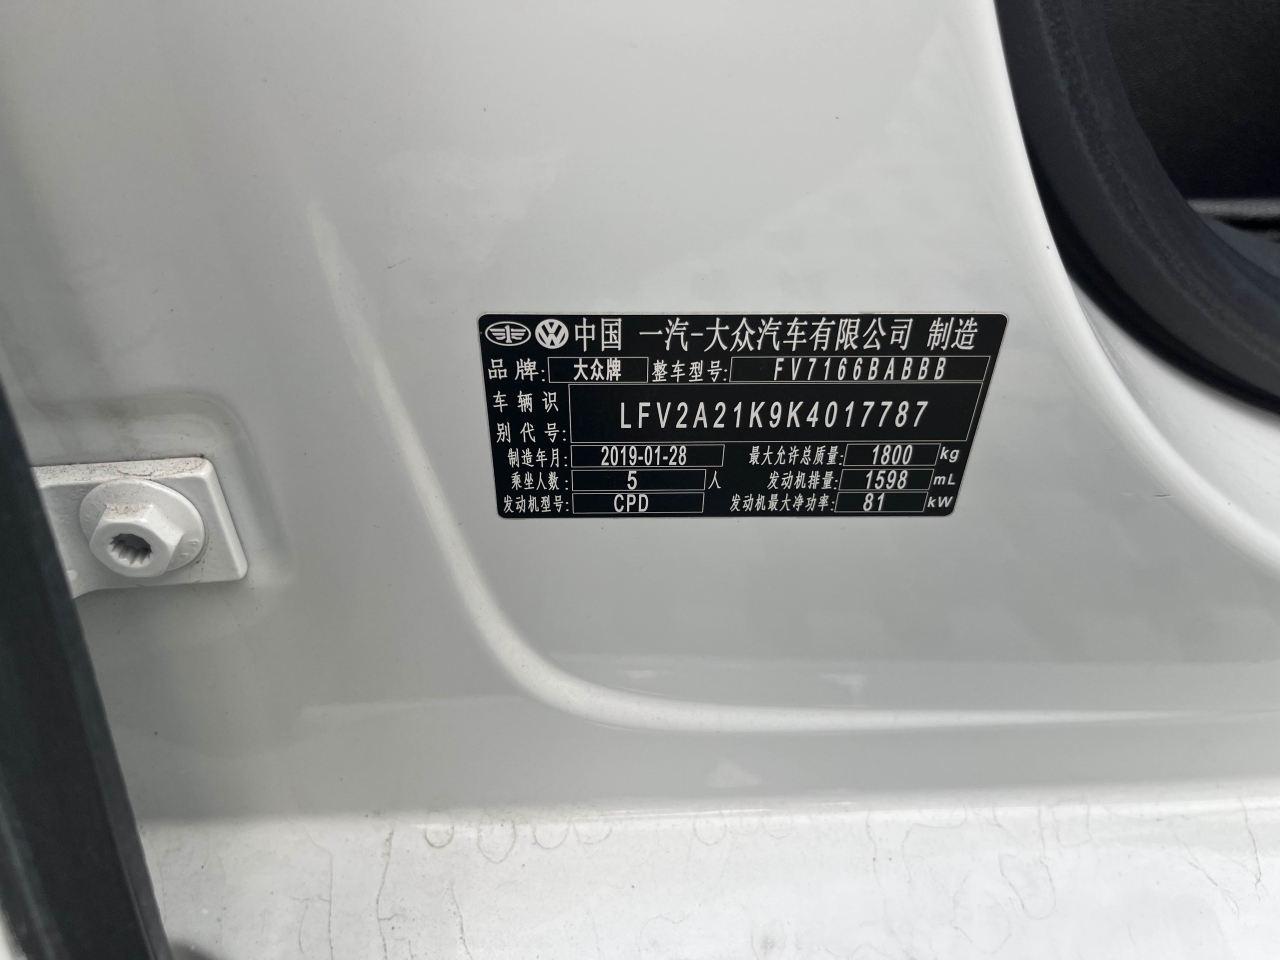 中国 一汽-大众汽车有限公司 制造
品牌: 大众牌 整车型号: FV7166BABBB
车辆识别代号: LFV2A21K9K4017787
制造年月: 2019-01-28 最大允许总质量: 1800 kg
乘坐人数: 5 人 发动机排量: 1598 mL
发动机型号: CPD 发动机最大净功率: 81 kW